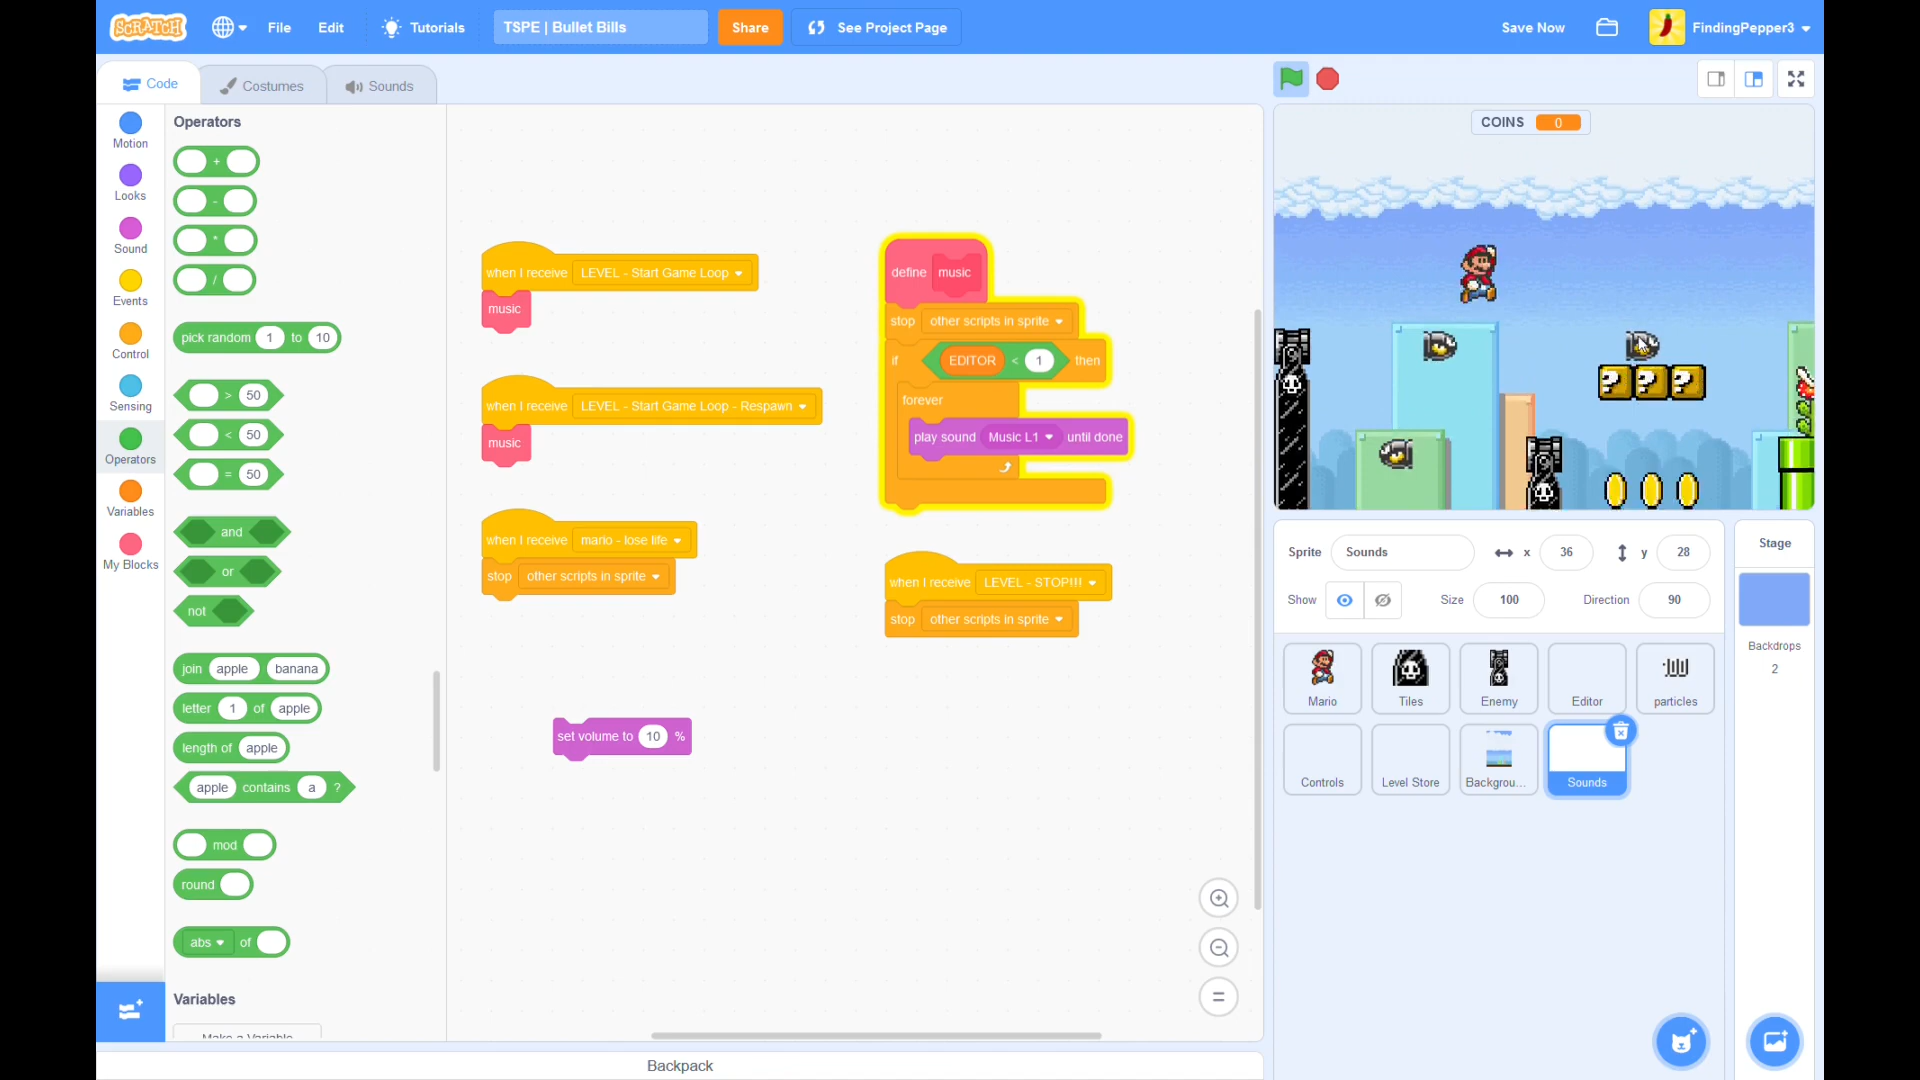 SCRATCH File Edit Tutorials TSPE | Bullet Bills Share See Project Page Save Now FindingPepper3
Code Costumes Sounds
Motion
Looks
Sound
Events
Control
Sensing
Operators
Variables
My Blocks
Operators
+
-
*
/
pick random 1 to 10
> 50
< 50
= 50
and
or
not
join apple banana
letter 1 of apple
length of apple
apple contains a ?
mod
round
abs of
Variables
Make a Variable
when I receive LEVEL - Start Game Loop
music
when I receive LEVEL - Start Game Loop - Respawn
music
when I receive mario - lose life
stop other scripts in sprite
set volume to 10 %
define music
stop other scripts in sprite
if EDITOR < 1 then
forever
play sound Music L1 until done
when I receive LEVEL - STOP!!!
stop other scripts in sprite
Backpack
COINS 0
? ? ?
Sprite Sounds x 36 y 28
Show Size 100 Direction 90
Mario Tiles Enemy Editor particles
Controls Level Store Backgrou... Sounds
Stage
Backdrops
2